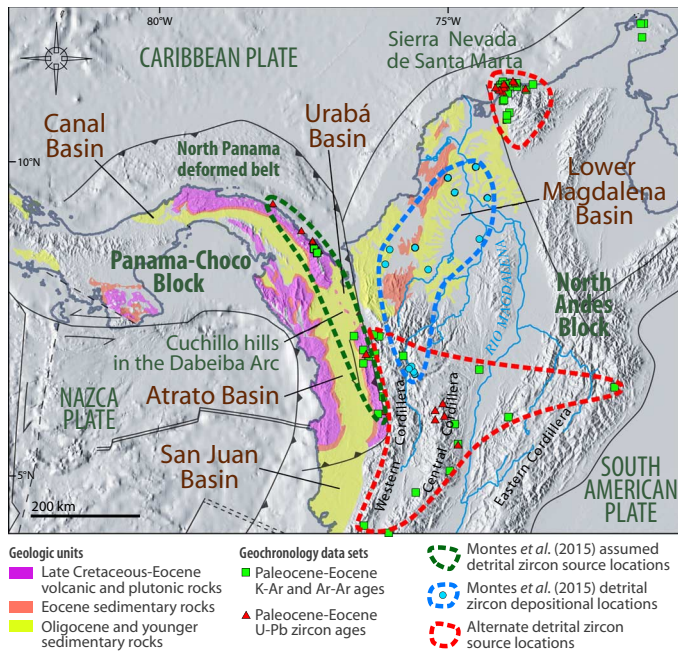 80°W
75°W
CARIBBEAN PLATE
Sierra Nevada
de Santa Marta
Urabá
Basin
Canal
Basin
10°N
North Panama
deformed belt
Lower
Magdalena
Basin
Panama-Choco
Block
North
Andes
Block
RIO MAGDALENA
Cuchillo hills
in the Dabeiba Arc
NAZCA
PLATE
Atrato Basin
San Juan
Basin
Western Cordillera
Central Cordillera
Eastern Cordillera
5°N
SOUTH
AMERICAN
PLATE
200 km
Geologic units
Late Cretaceous-Eocene
volcanic and plutonic rocks
Eocene sedimentary rocks
Oligocene and younger
sedimentary rocks
Geochronology data sets
Paleocene-Eocene
K-Ar and Ar-Ar ages
Paleocene-Eocene
U-Pb zircon ages
Montes et al. (2015) assumed
detrital zircon source locations
Montes et al. (2015) detrital
zircon depositional locations
Alternate detrital zircon
source locations